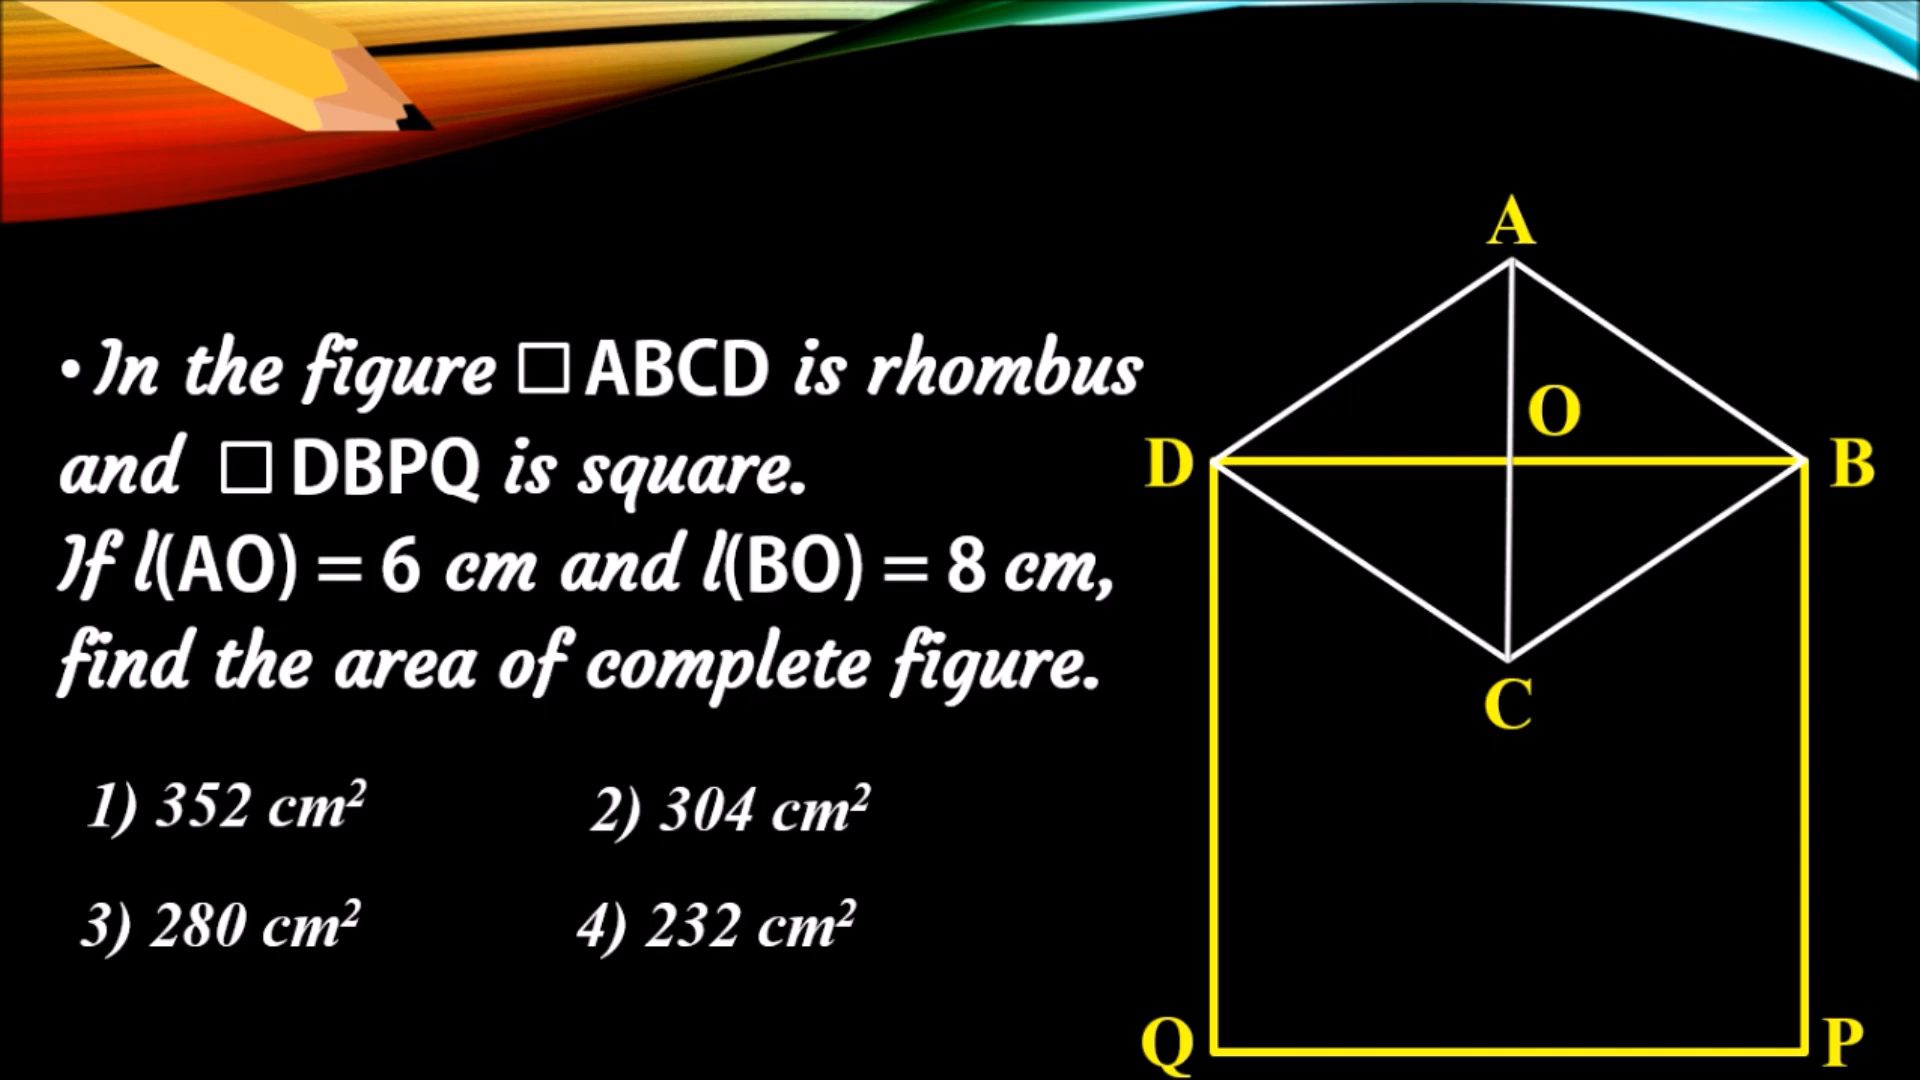 • In the figure □ ABCD is rhombus
and □ DBPQ is square.
If l(AO) = 6 cm and l(BO) = 8 cm,
find the area of complete figure.
1) 352 cm² 2) 304 cm²
3) 280 cm² 4) 232 cm²
A
O
D B
C
Q P